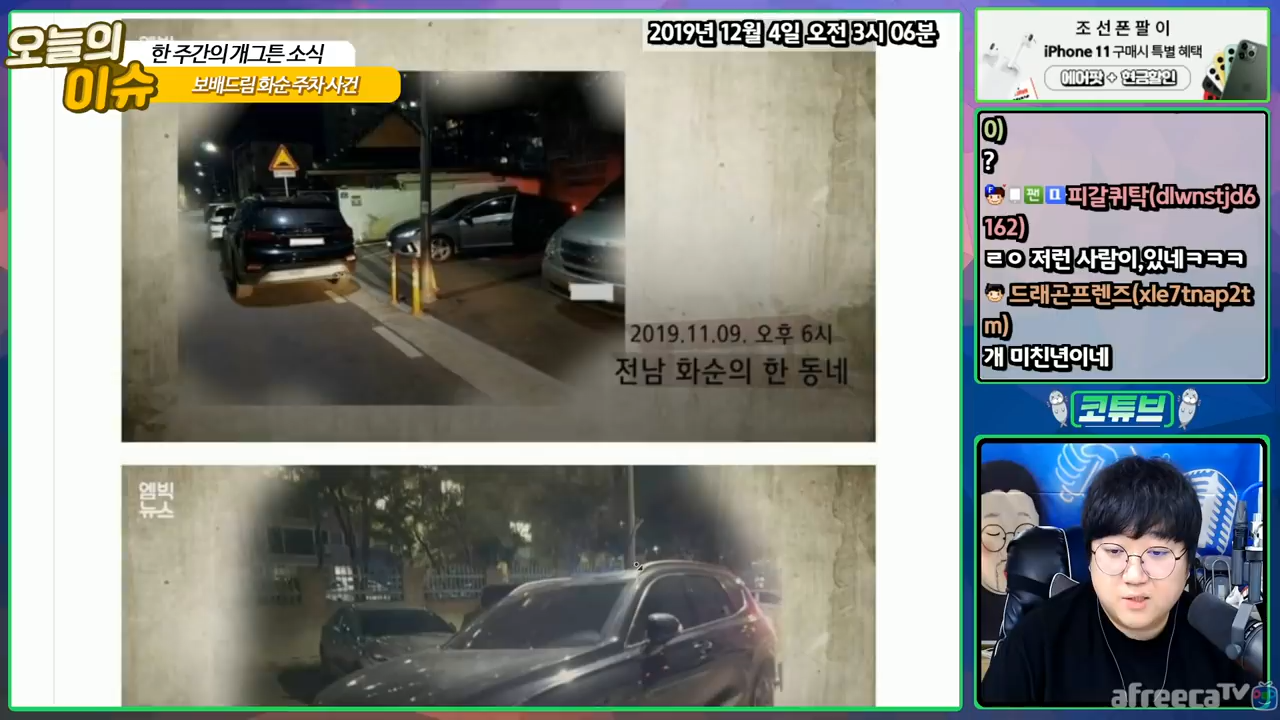 오늘의
이슈
한 주간의 개그튼 소식
보배드림 화순 주차 사건
2019년 12월 4일 오전 3시 06분
2019.11.09. 오후 6시
전남 화순의 한 동네
엠빅
뉴스
조선폰팔이
iPhone 11 구매시 특별 혜택
에어팟 + 현금할인
0)
?
피갈퀴탁(dlwnstjd6
162)
ㄹㅇ 저런 사람이,있네ㅋㅋㅋ
드래곤프렌즈(xle7tnap2t
m)
개 미친년이네
코튜브
afreecaTV